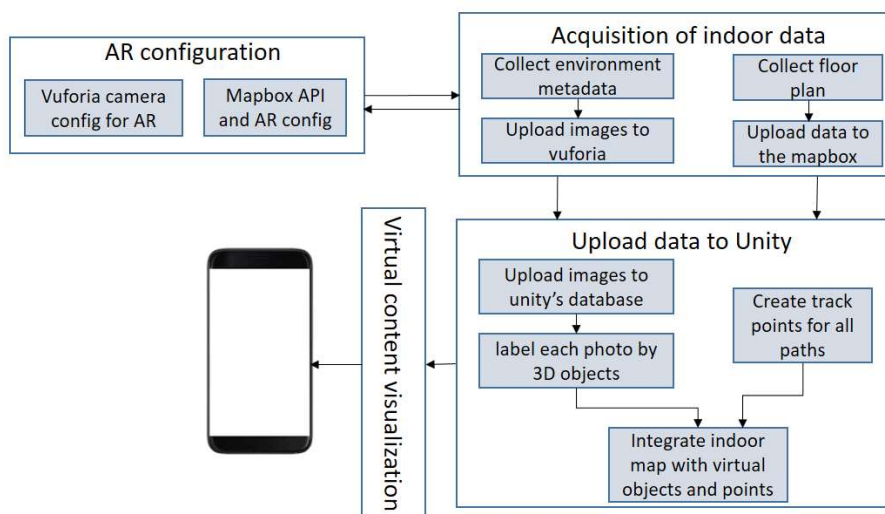 AR configuration
Vuforia camera
config for AR
Mapbox API
and AR config
Acquisition of indoor data
Collect environment
metadata
Upload images to
vuforia
Collect floor
plan
Upload data to
the mapbox
Upload data to Unity
Upload images to
unity's database
label each photo by
3D objects
Create track
points for all
paths
Integrate indoor
map with virtual
objects and points
Virtual content visualization